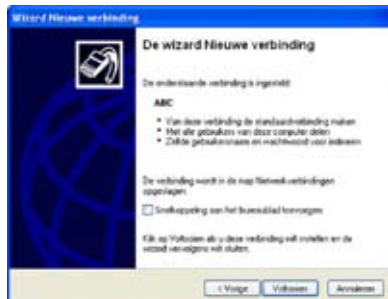 Wizard Nieuwe verbinding
De wizard Nieuwe verbinding
De onderstaande verbinding is ingesteld:
ABC
• Van deze verbinding de standaardverbinding maken
• Met alle gebruikers van deze computer delen
• Zelfde gebruikersnaam en wachtwoord voor iedereen
De verbinding wordt in de map Netwerkverbindingen
opgeslagen.
Snelkoppeling aan het bureaublad toevoegen
Klik op Voltooien als u deze verbinding wilt instellen en de
wizard vervolgens wilt sluiten.
< Vorige
Voltooien
Annuleren